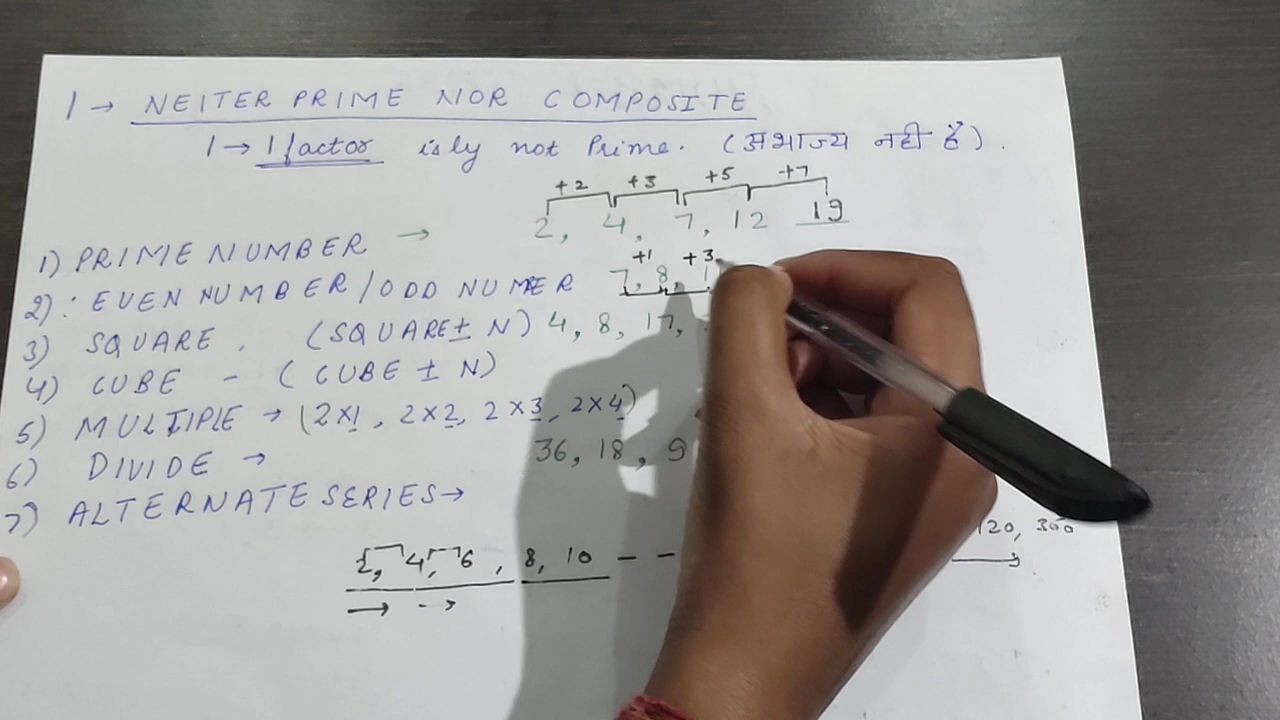 1 → NEITER PRIME NOR COMPOSITE
1 → 1 factor is ly not Prime. (अभाज्य नहीं है).
+2 +3 +5 +7
1) PRIME NUMBER → 2, 4, 7, 12 19
+1 +3
2): EVEN NUMBER/ODD NUMER 7, 8, 1
3) SQUARE. (SQUARE ± N) 4, 8, 17,
4) CUBE - (CUBE ± N)
5) MULTIPLE → (2×1, 2×2, 2×3, 2×4)
6) DIVIDE → 36, 18, 9
7) ALTERNATE SERIES →
120, 300
2, 4, 6, 8, 10 - -